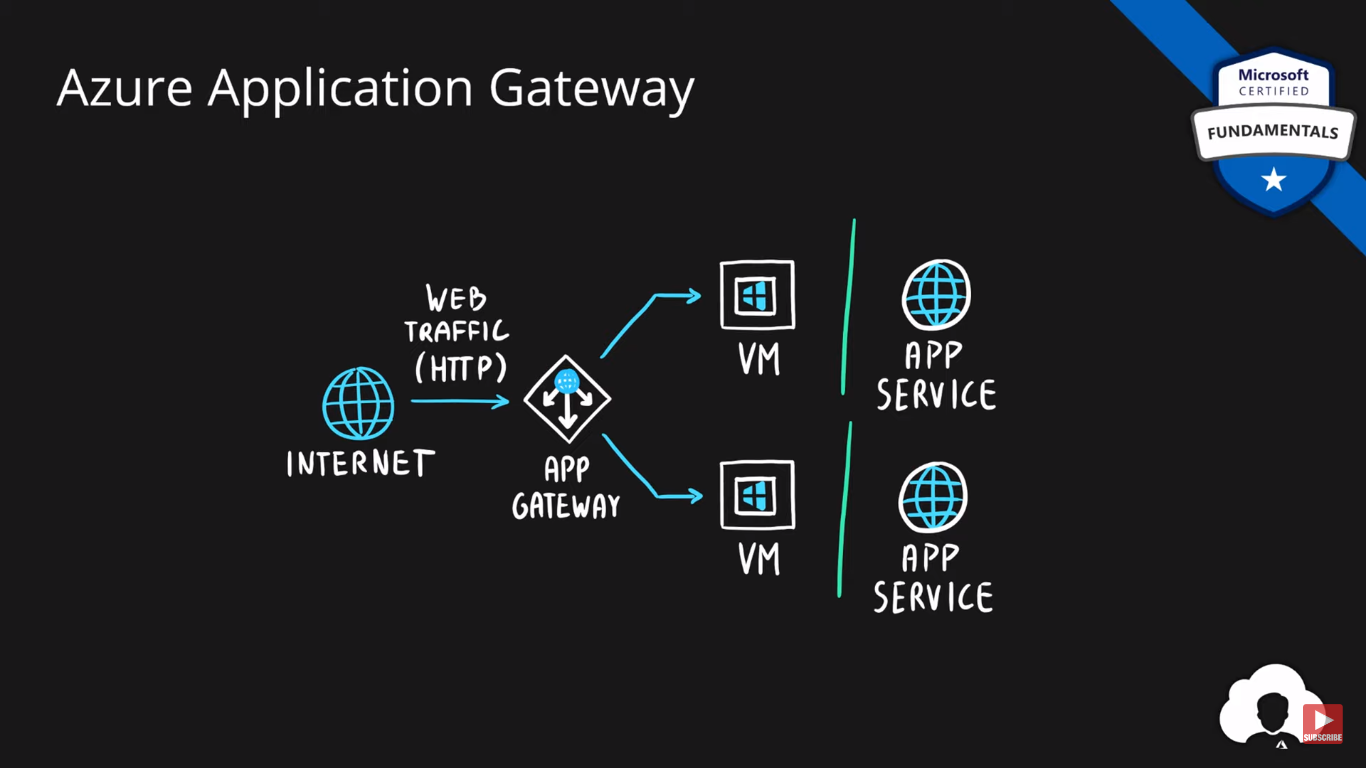 Azure Application Gateway
Microsoft
CERTIFIED
FUNDAMENTALS
WEB
TRAFFIC
(HTTP)
INTERNET
APP
GATEWAY
VM
APP
SERVICE
VM
APP
SERVICE
SUBSCRIBE